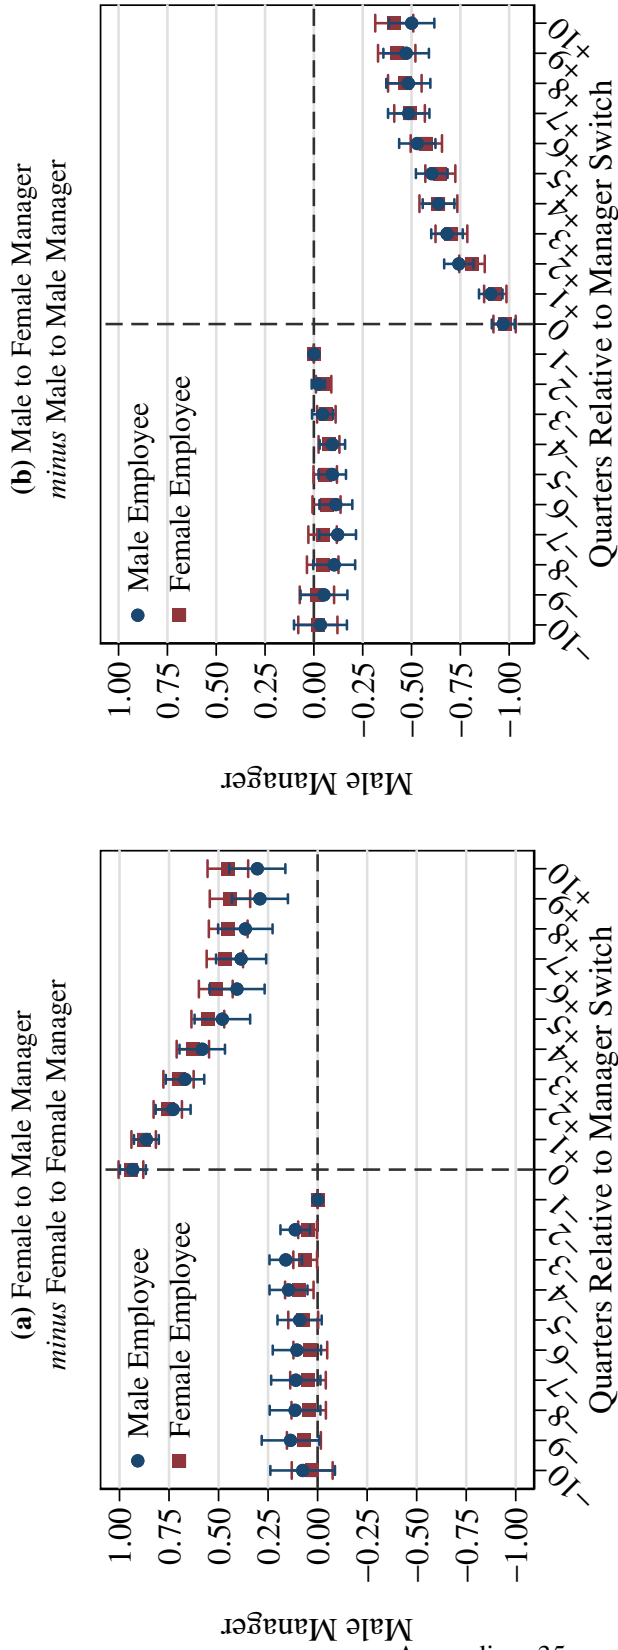 (a) Female to Male Manager
minus Female to Female Manager
Male Manager
1.00
0.75
0.50
0.25
0.00
−0.25
−0.50
−0.75
−1.00
Male Employee
Female Employee
−10 −9 −8 −7 −6 −5 −4 −3 −2 −1 0 +1 +2 +3 +4 +5 +6 +7 +8 +9 +10
Quarters Relative to Manager Switch
(b) Male to Female Manager
minus Male to Male Manager
Male Manager
1.00
0.75
0.50
0.25
0.00
−0.25
−0.50
−0.75
−1.00
Male Employee
Female Employee
−10 −9 −8 −7 −6 −5 −4 −3 −2 −1 0 +1 +2 +3 +4 +5 +6 +7 +8 +9 +10
Quarters Relative to Manager Switch